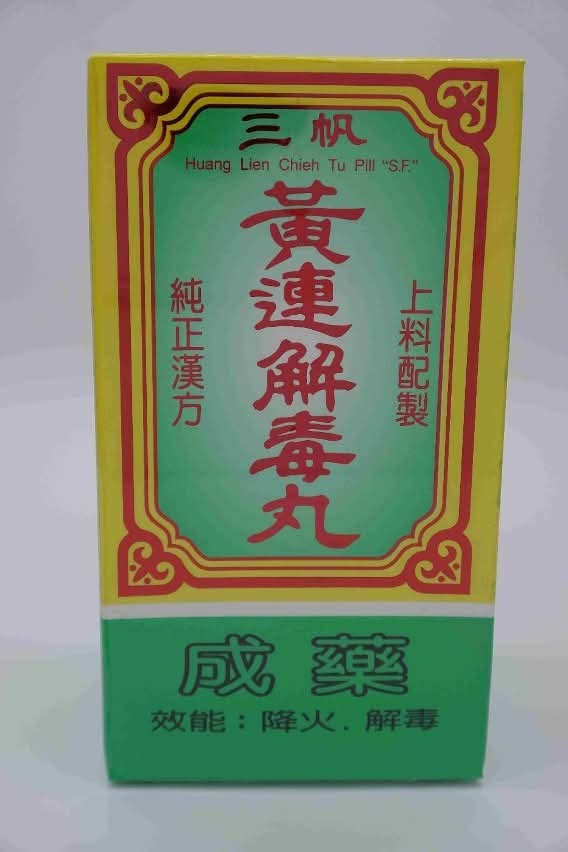 三帆
Huang Lien Chieh Tu Pill "S.F."
上料配製
黃連解毒丸
純正漢方
成藥
效能：降火．解毒